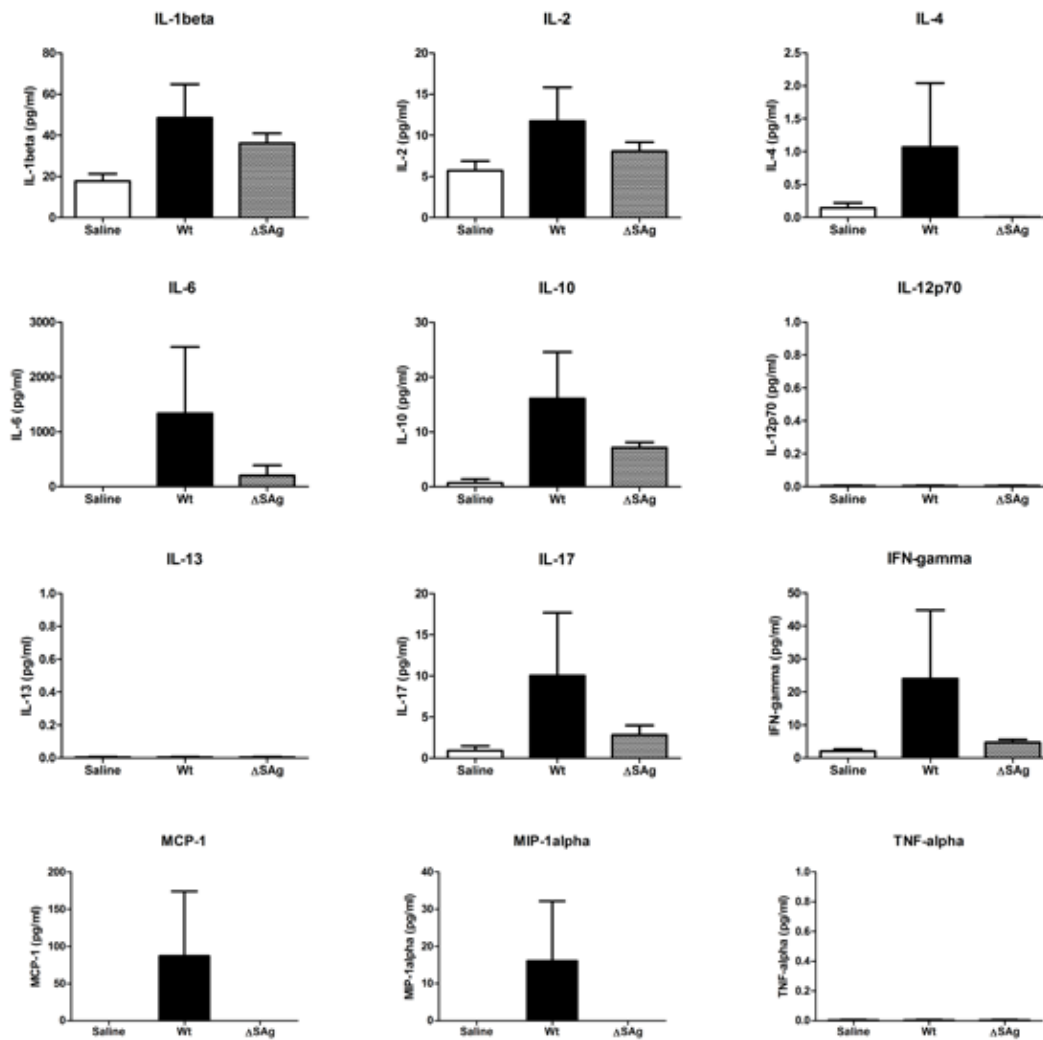 IL-1beta
IL-2
IL-4
80
60
40
20
0
IL-1beta (pg/ml)
Saline Wt ΔSAg
20
15
10
5
0
IL-2 (pg/ml)
Saline Wt ΔSAg
2.5
2.0
1.5
1.0
0.5
0.0
IL-4 (pg/ml)
Saline Wt ΔSAg
IL-6
IL-10
IL-12p70
3000
2000
1000
0
IL-6 (pg/ml)
Saline Wt ΔSAg
30
20
10
0
IL-10 (pg/ml)
Saline Wt ΔSAg
1.0
0.8
0.6
0.4
0.2
0.0
IL-12p70 (pg/ml)
Saline Wt ΔSAg
IL-13
IL-17
IFN-gamma
1.0
0.8
0.6
0.4
0.2
0.0
IL-13 (pg/ml)
Saline Wt ΔSAg
20
15
10
5
0
IL-17 (pg/ml)
Saline Wt ΔSAg
50
40
30
20
10
0
IFN-gamma (pg/ml)
Saline Wt ΔSAg
MCP-1
MIP-1alpha
TNF-alpha
200
150
100
50
0
MCP-1 (pg/ml)
Saline Wt ΔSAg
40
30
20
10
0
MIP-1alpha (pg/ml)
Saline Wt ΔSAg
1.0
0.8
0.6
0.4
0.2
0.0
TNF-alpha (pg/ml)
Saline Wt ΔSAg